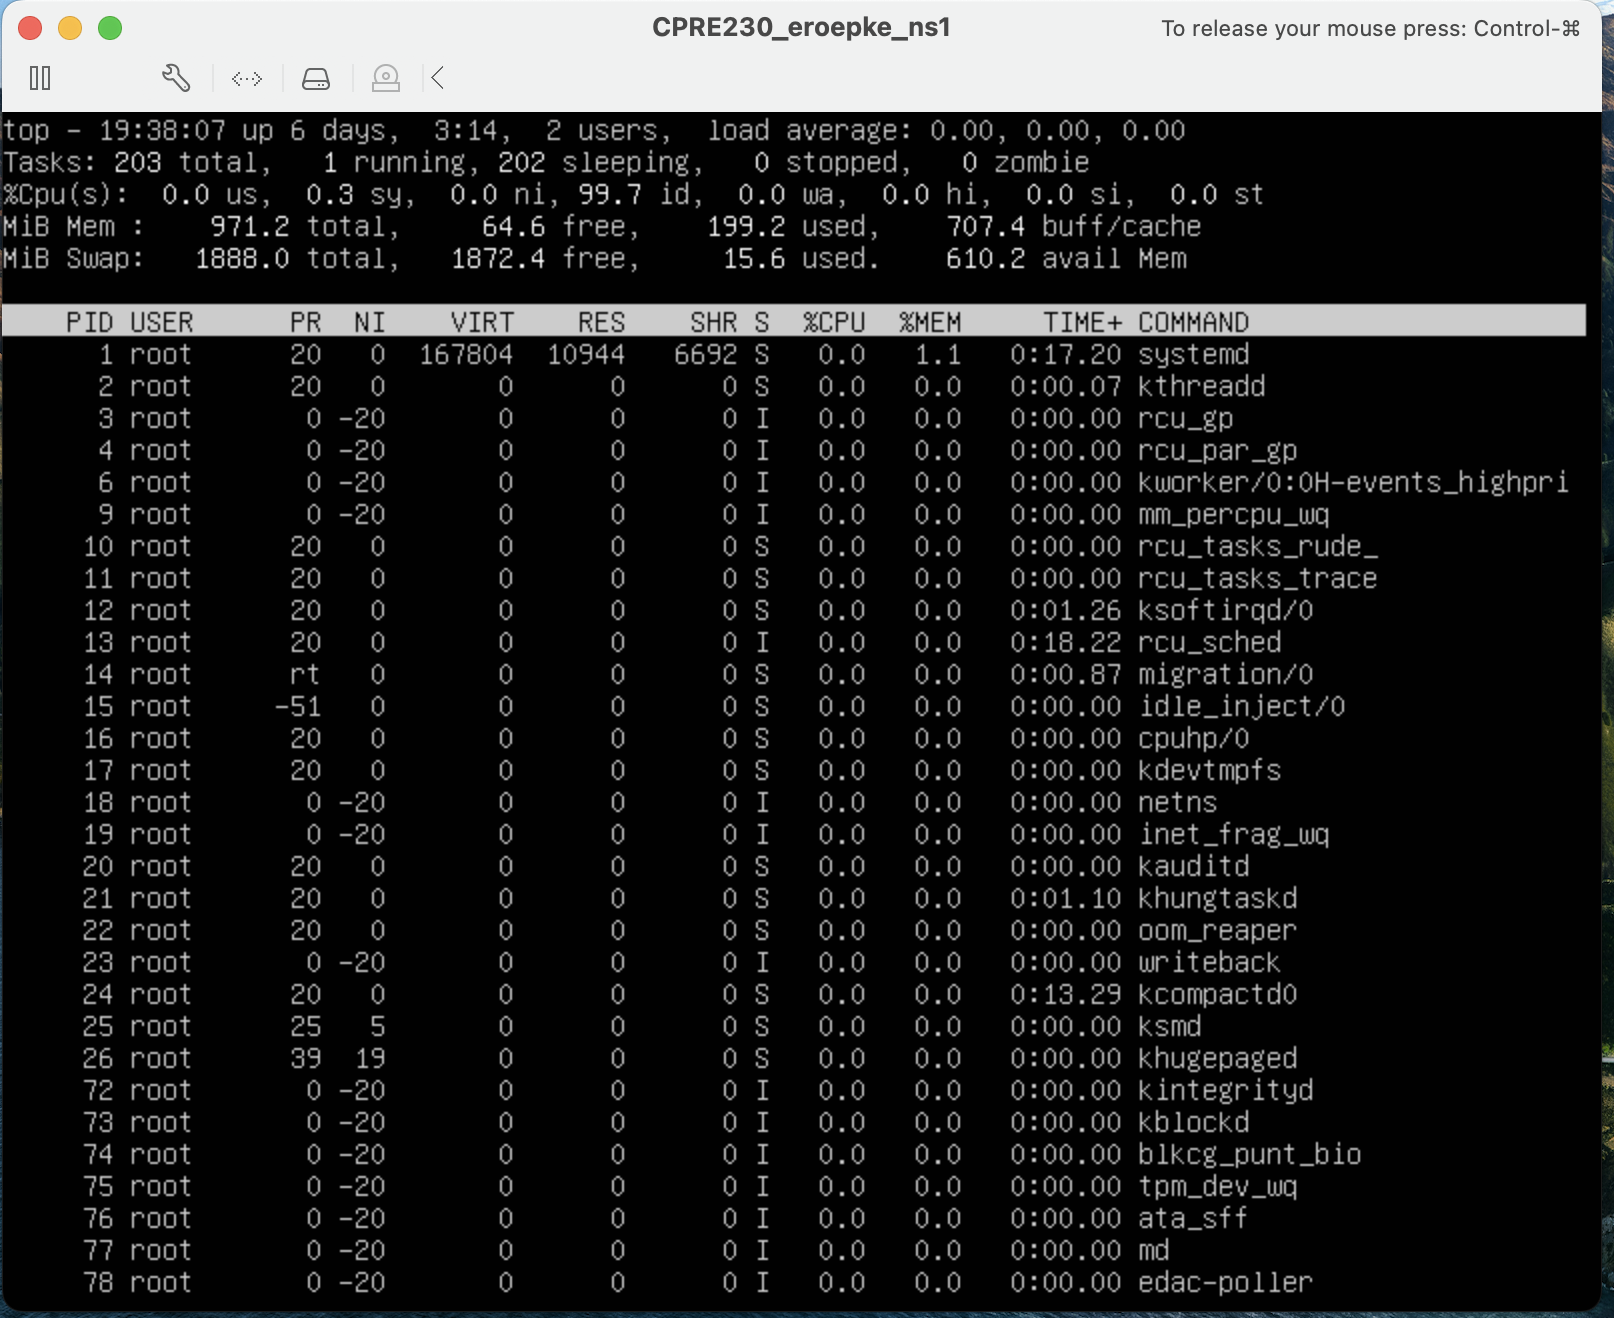 CPRE230_eroepke_ns1
To release your mouse press: Control-⌘
top - 19:38:07 up 6 days,  3:14,  2 users,  load average: 0.00, 0.00, 0.00
Tasks: 203 total,   1 running, 202 sleeping,   0 stopped,   0 zombie
%Cpu(s):  0.0 us,  0.3 sy,  0.0 ni, 99.7 id,  0.0 wa,  0.0 hi,  0.0 si,  0.0 st
MiB Mem :    971.2 total,     64.6 free,    199.2 used,    707.4 buff/cache
MiB Swap:   1888.0 total,   1872.4 free,     15.6 used.    610.2 avail Mem
PID USER      PR  NI    VIRT    RES    SHR S  %CPU  %MEM     TIME+ COMMAND
1 root      20   0  167804  10944   6692 S   0.0   1.1   0:17.20 systemd
2 root      20   0       0      0      0 S   0.0   0.0   0:00.07 kthreadd
3 root       0 -20       0      0      0 I   0.0   0.0   0:00.00 rcu_gp
4 root       0 -20       0      0      0 I   0.0   0.0   0:00.00 rcu_par_gp
6 root       0 -20       0      0      0 I   0.0   0.0   0:00.00 kworker/0:0H-events_highpri
9 root       0 -20       0      0      0 I   0.0   0.0   0:00.00 mm_percpu_wq
10 root      20   0       0      0      0 S   0.0   0.0   0:00.00 rcu_tasks_rude_
11 root      20   0       0      0      0 S   0.0   0.0   0:00.00 rcu_tasks_trace
12 root      20   0       0      0      0 S   0.0   0.0   0:01.26 ksoftirqd/0
13 root      20   0       0      0      0 I   0.0   0.0   0:18.22 rcu_sched
14 root      rt   0       0      0      0 S   0.0   0.0   0:00.87 migration/0
15 root     -51   0       0      0      0 S   0.0   0.0   0:00.00 idle_inject/0
16 root      20   0       0      0      0 S   0.0   0.0   0:00.00 cpuhp/0
17 root      20   0       0      0      0 S   0.0   0.0   0:00.00 kdevtmpfs
18 root       0 -20       0      0      0 I   0.0   0.0   0:00.00 netns
19 root       0 -20       0      0      0 I   0.0   0.0   0:00.00 inet_frag_wq
20 root      20   0       0      0      0 S   0.0   0.0   0:00.00 kauditd
21 root      20   0       0      0      0 S   0.0   0.0   0:01.10 khungtaskd
22 root      20   0       0      0      0 S   0.0   0.0   0:00.00 oom_reaper
23 root       0 -20       0      0      0 I   0.0   0.0   0:00.00 writeback
24 root      20   0       0      0      0 S   0.0   0.0   0:13.29 kcompactd0
25 root      25   5       0      0      0 S   0.0   0.0   0:00.00 ksmd
26 root      39  19       0      0      0 S   0.0   0.0   0:00.00 khugepaged
72 root       0 -20       0      0      0 I   0.0   0.0   0:00.00 kintegrityd
73 root       0 -20       0      0      0 I   0.0   0.0   0:00.00 kblockd
74 root       0 -20       0      0      0 I   0.0   0.0   0:00.00 blkcg_punt_bio
75 root       0 -20       0      0      0 I   0.0   0.0   0:00.00 tpm_dev_wq
76 root       0 -20       0      0      0 I   0.0   0.0   0:00.00 ata_sff
77 root       0 -20       0      0      0 I   0.0   0.0   0:00.00 md
78 root       0 -20       0      0      0 I   0.0   0.0   0:00.00 edac-poller